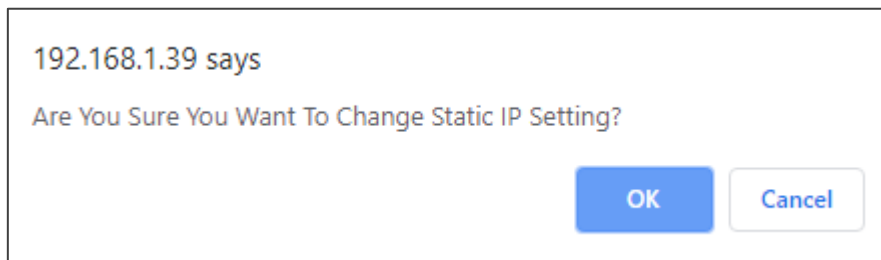 192.168.1.39 says
Are You Sure You Want To Change Static IP Setting?
OK
Cancel